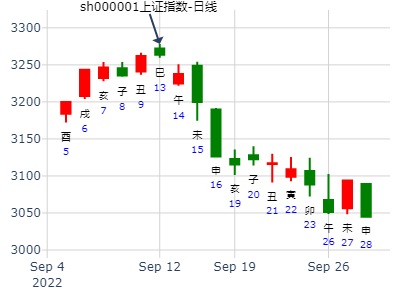 sh000001上证指数-日线
3300
3250
3200
3150
3100
3050
3000
酉
5
戌
6
亥
7
子
8
丑
9
巳
13
午
14
未
15
申
16
亥
19
子
20
丑
21
寅
22
卯
23
午
26
未
27
申
28
Sep 4
2022
Sep 12
Sep 19
Sep 26